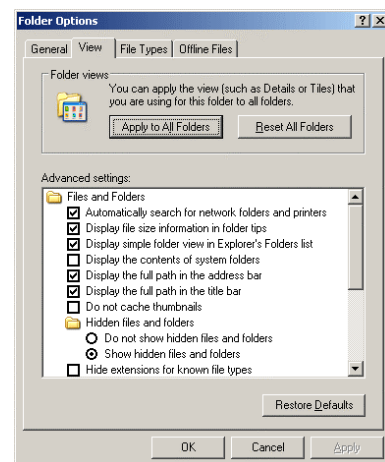 Folder Options
General View File Types Offline Files
Folder views
You can apply the view (such as Details or Tiles) that
you are using for this folder to all folders.
Apply to All Folders Reset All Folders
Advanced settings:
Files and Folders
Automatically search for network folders and printers
Display file size information in folder tips
Display simple folder view in Explorer's Folders list
Display the contents of system folders
Display the full path in the address bar
Display the full path in the title bar
Do not cache thumbnails
Hidden files and folders
Do not show hidden files and folders
Show hidden files and folders
Hide extensions for known file types
Restore Defaults
OK Cancel Apply